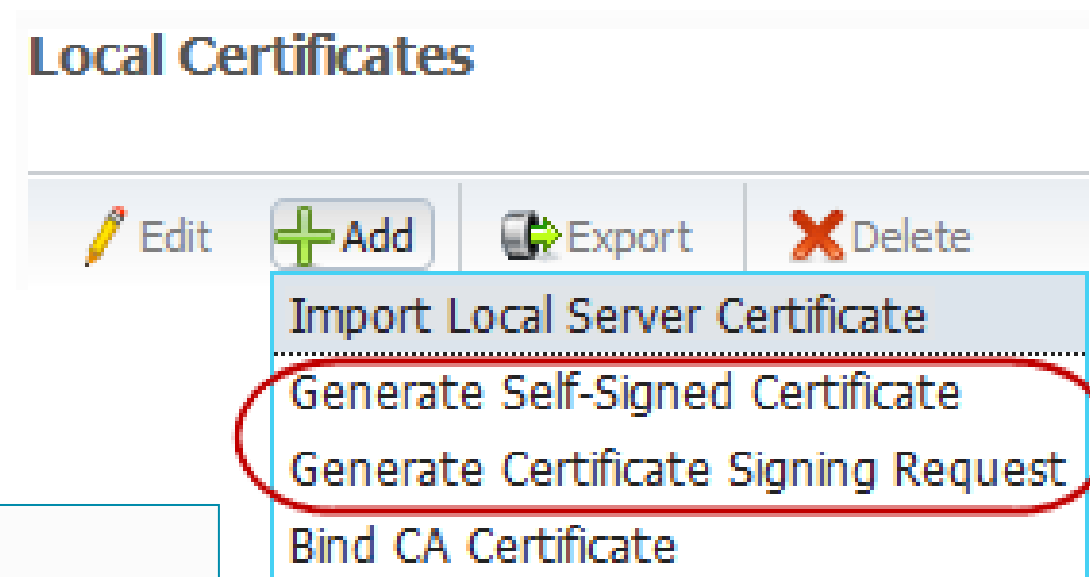 Local Certificates
Edit Add Export Delete
Import Local Server Certificate
Generate Self-Signed Certificate
Generate Certificate Signing Request
Bind CA Certificate